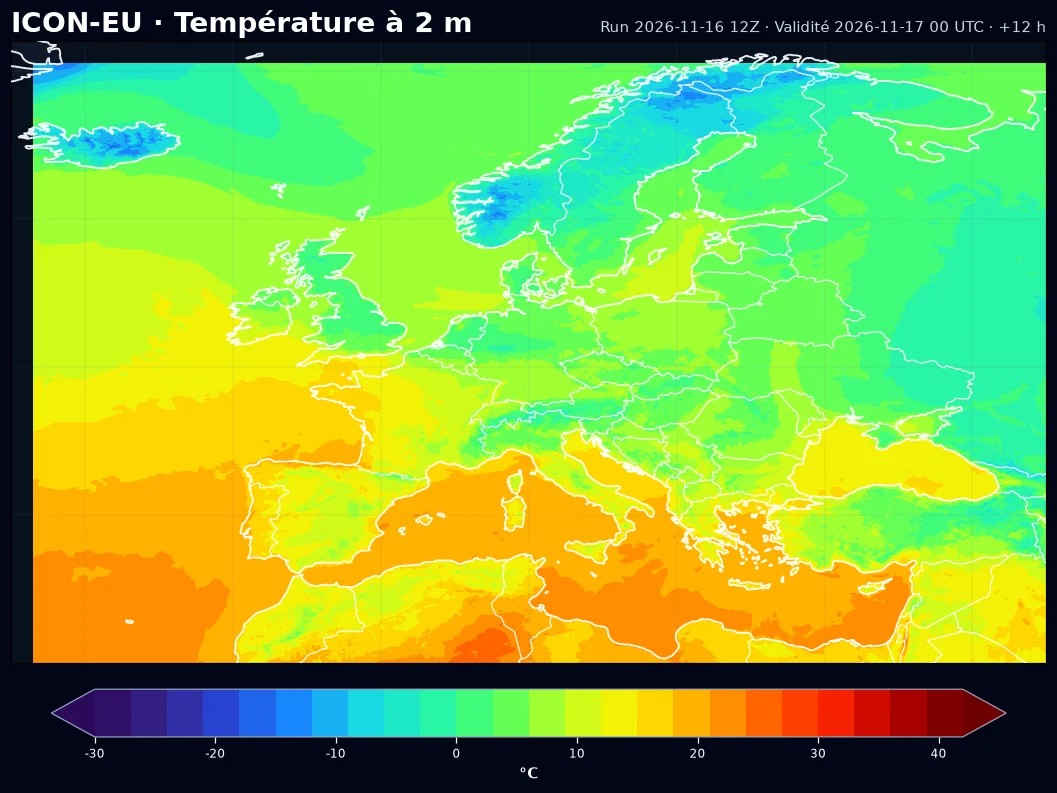 ICON-EU · Température à 2 m
Run 2026-11-16 12Z · Validité 2026-11-17 00 UTC · +12 h
-30 -20 -10 0 10 20 30 40
°C